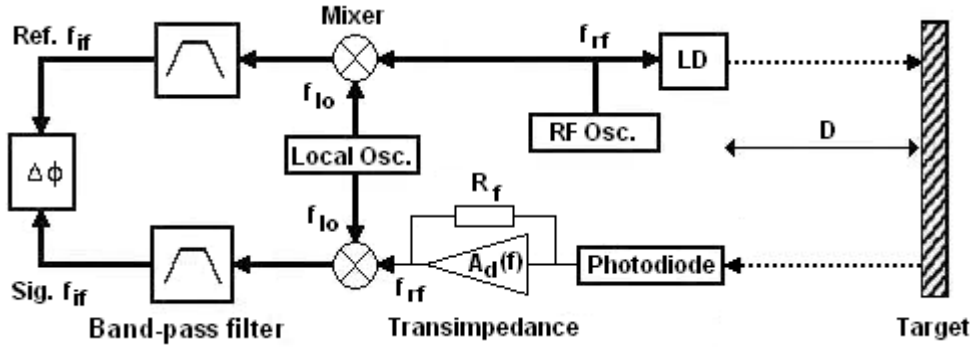 Mixer
Ref. fif
frf
LD
flo
RF Osc.
D
Δϕ
Local Osc.
Rf
flo
Ad(f)
Photodiode
frf
Sig. fif
Band-pass filter
Transimpedance
Target